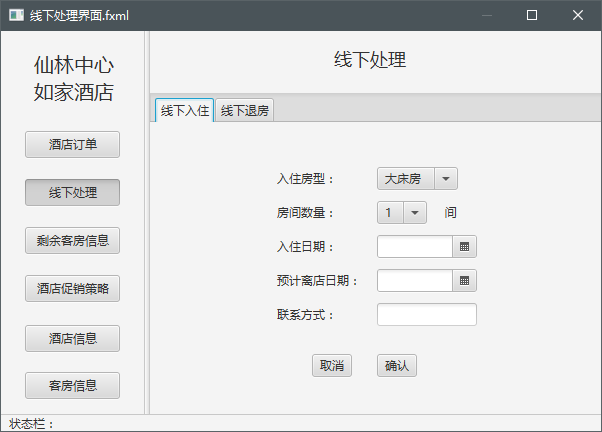 线下处理界面.fxml
仙林中心
如家酒店
酒店订单
线下处理
剩余客房信息
酒店促销策略
酒店信息
客房信息
线下处理
线下入住 线下退房
入住房型： 大床房
房间数量： 1 间
入住日期：
预计离店日期：
联系方式：
取消 确认
状态栏：